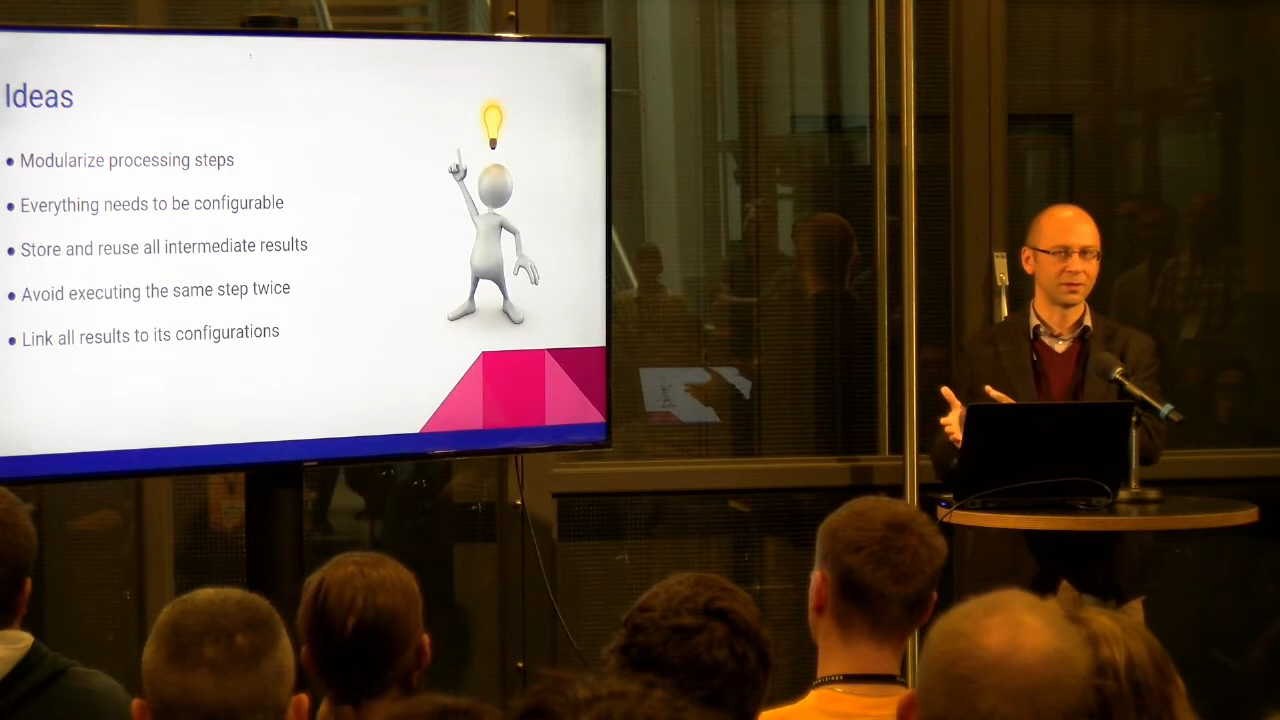 Ideas
Modularize processing steps
Everything needs to be configurable
Store and reuse all intermediate results
Avoid executing the same step twice
Link all results to its configurations